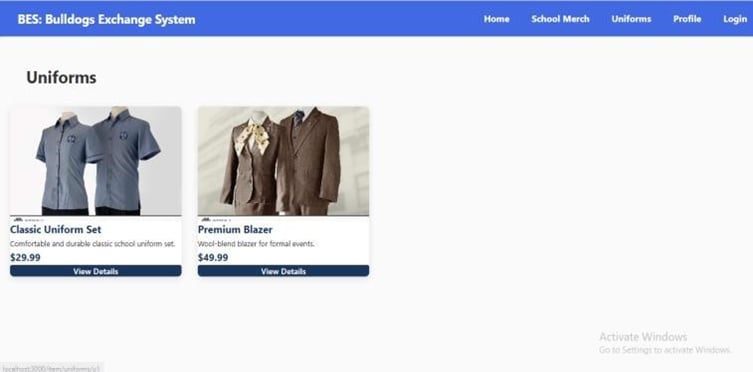 BES: Bulldogs Exchange System
Home School Merch Uniforms Profile Login
Uniforms
Classic Uniform Set
Comfortable and durable classic school uniform set.
$29.99
View Details
Premium Blazer
Wool-blend blazer for formal events.
$49.99
View Details
Activate Windows
Go to Settings to activate Windows.
localhost:3000/item/uniforms/u1